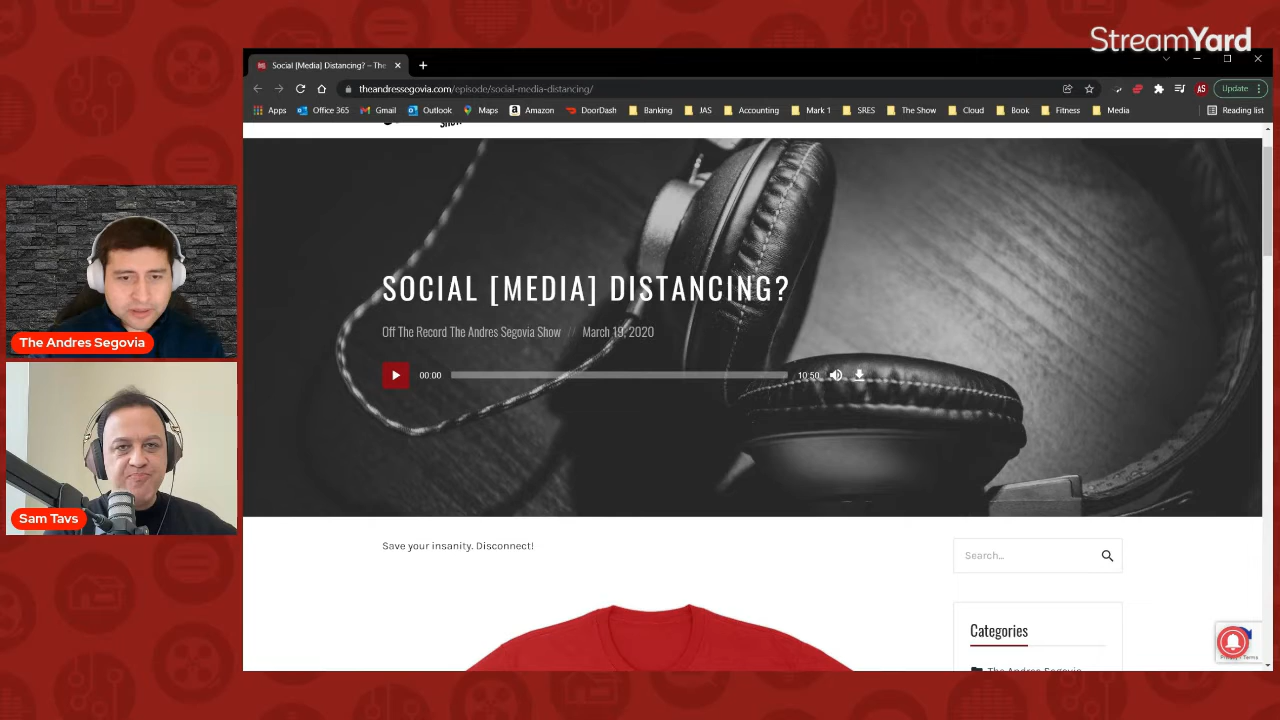 StreamYard
Social [Media] Distancing? – The
theandressegovia.com/episode/social-media-distancing/
Update
Apps Office 365 Gmail Outlook Maps Amazon DoorDash Banking JAS Accounting Mark 1 SRES The Show Cloud Book Fitness Media Reading list
SOCIAL [MEDIA] DISTANCING?
Off The Record The Andres Segovia Show // March 19, 2020
00:00 10:50
The Andres Segovia
Sam Tavs
Save your insanity. Disconnect!
Search...
Categories
The Andres Segovia